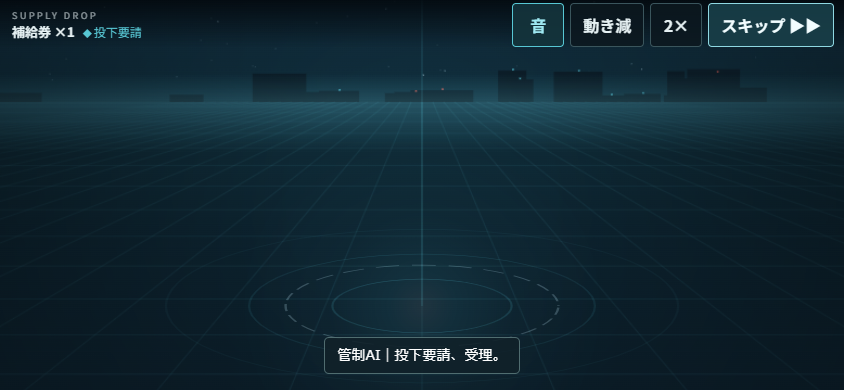 SUPPLY DROP
補給券 ×1 ◆投下要請
音
動き減
2×
スキップ ▶▶
管制AI｜投下要請、受理。